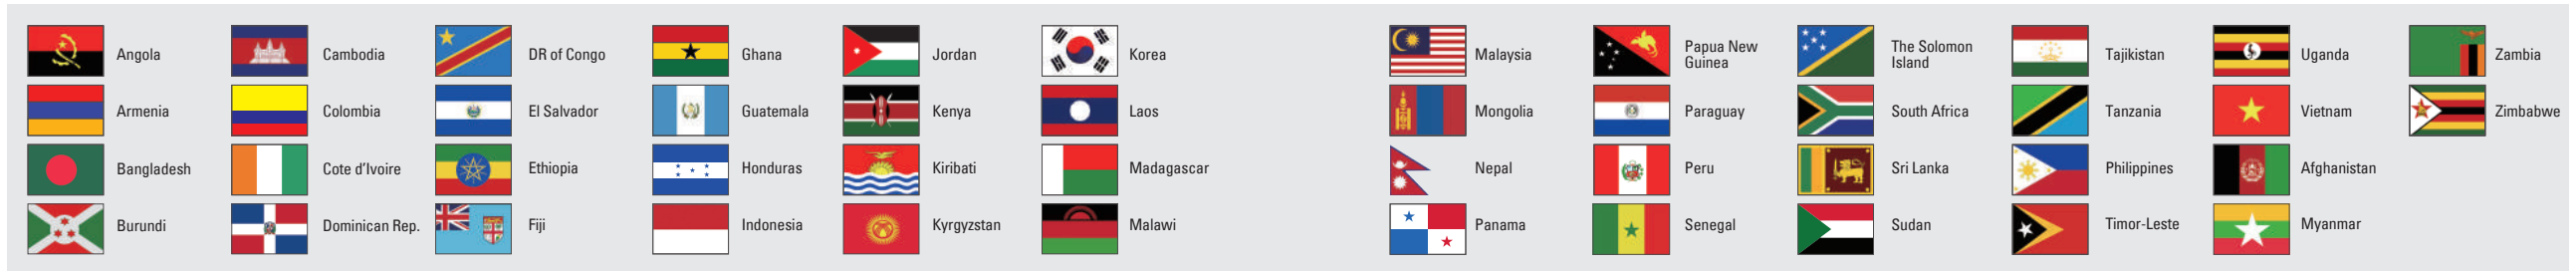 Angola
Cambodia
DR of Congo
Ghana
Jordan
Korea
Malaysia
Papua New
Guinea
The Solomon
Island
Tajikistan
Uganda
Zambia
Armenia
Colombia
El Salvador
Guatemala
Kenya
Laos
Mongolia
Paraguay
South Africa
Tanzania
Vietnam
Zimbabwe
Bangladesh
Cote d'Ivoire
Ethiopia
Honduras
Kiribati
Madagascar
Nepal
Peru
Sri Lanka
Philippines
Afghanistan
Burundi
Dominican Rep.
Fiji
Indonesia
Kyrgyzstan
Malawi
Panama
Senegal
Sudan
Timor-Leste
Myanmar